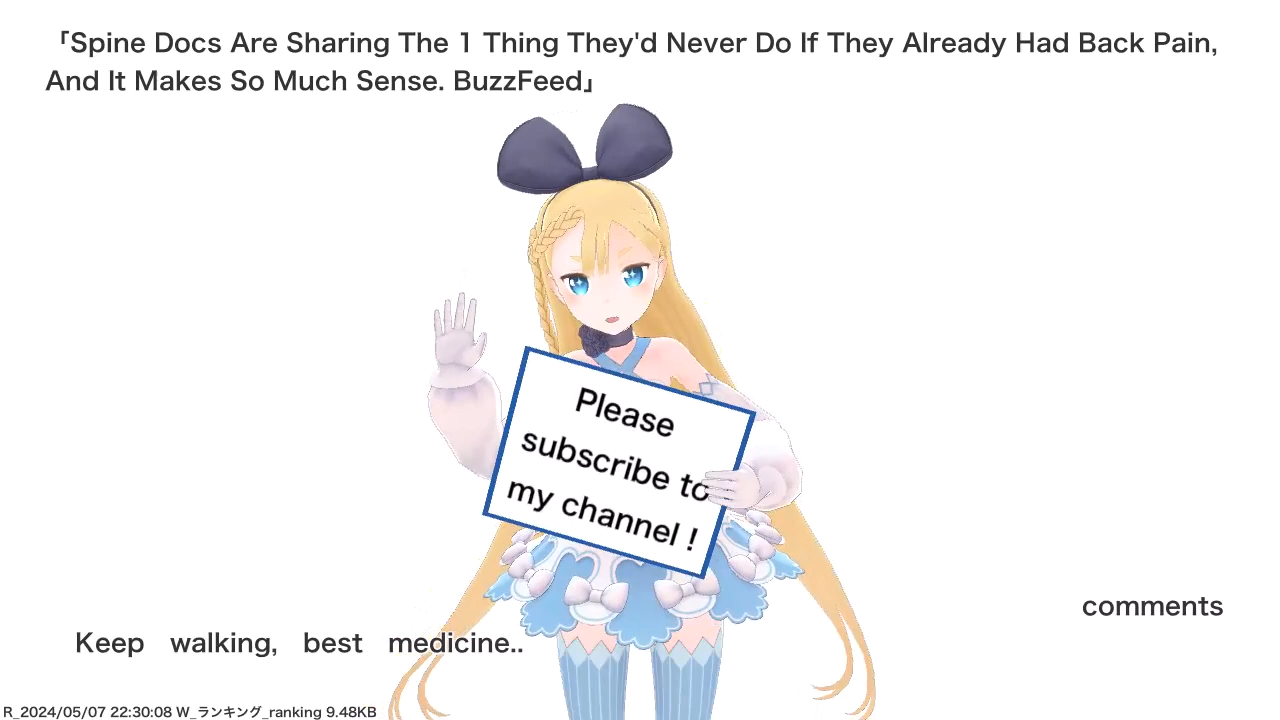 「Spine Docs Are Sharing The 1 Thing They'd Never Do If They Already Had Back Pain,
And It Makes So Much Sense. BuzzFeed」
Please
subscribe to
my channel !
comments
Keep walking, best medicine..
R_2024/05/07 22:30:08 W_ランキング_ranking 9.48KB